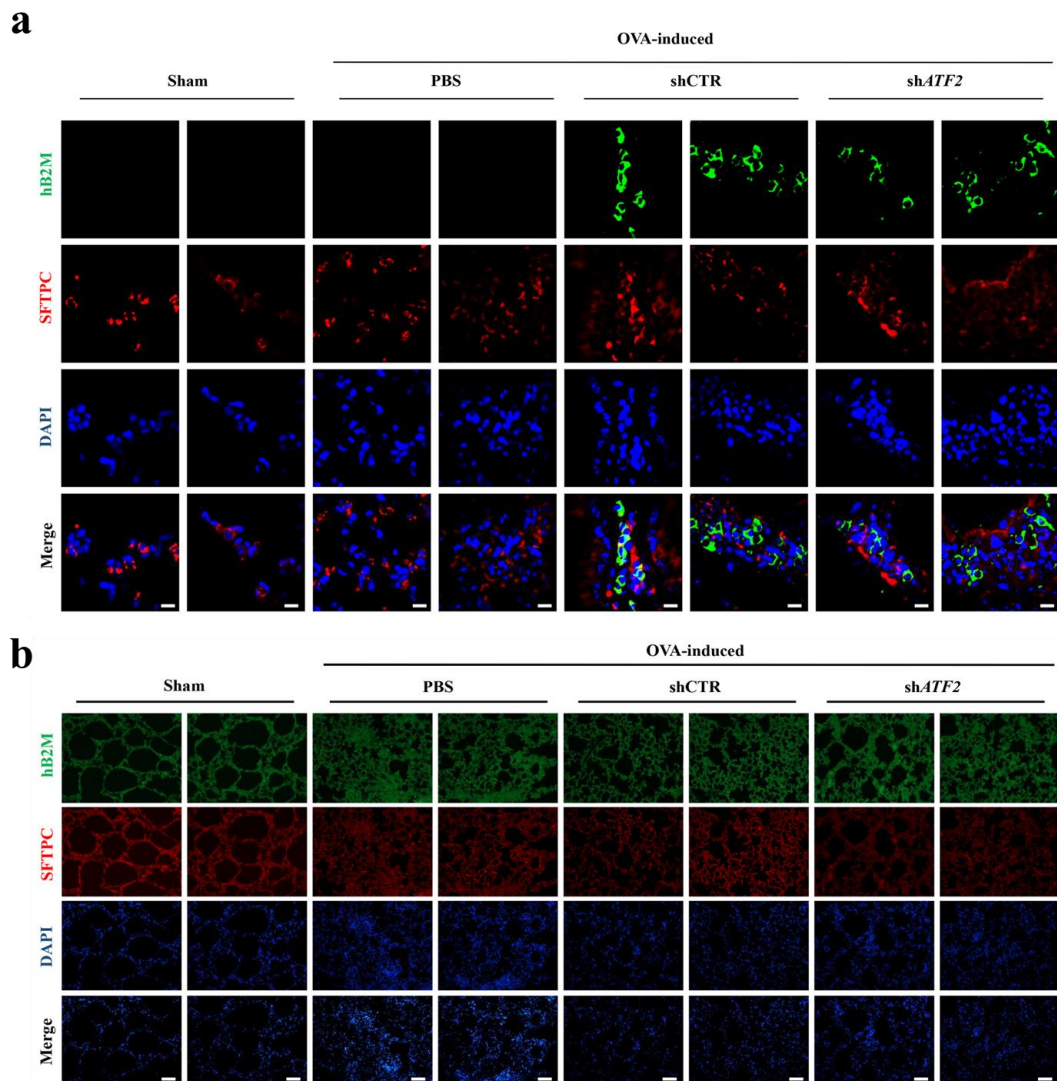 a
OVA-induced
Sham PBS shCTR shATF2
hB2M
SFTPC
DAPI
Merge
b
OVA-induced
Sham PBS shCTR shATF2
hB2M
SFTPC
DAPI
Merge